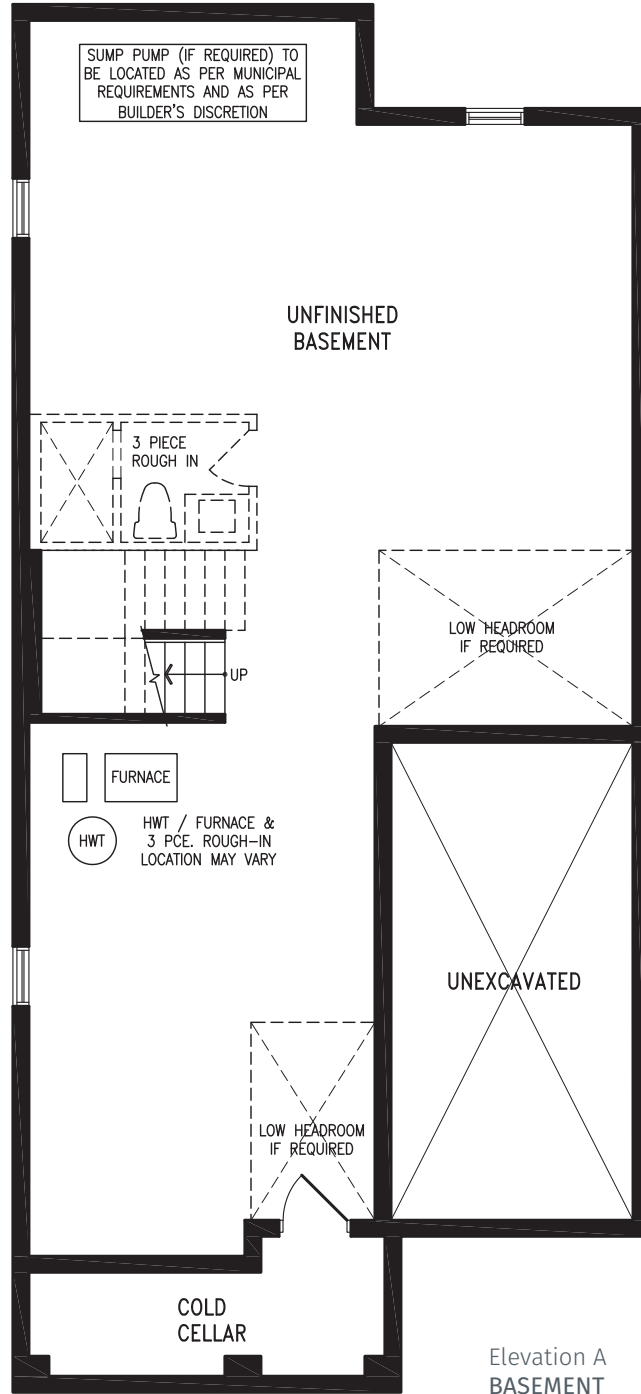 SUMP PUMP (IF REQUIRED) TO
BE LOCATED AS PER MUNICIPAL
REQUIREMENTS AND AS PER
BUILDER'S DISCRETION
UNFINISHED
BASEMENT
3 PIECE
ROUGH IN
LOW HEADROOM
IF REQUIRED
UP
FURNACE
HWT
HWT / FURNACE &
3 PCE. ROUGH-IN
LOCATION MAY VARY
UNEXCAVATED
LOW HEADROOM
IF REQUIRED
COLD
CELLAR
Elevation A
BASEMENT